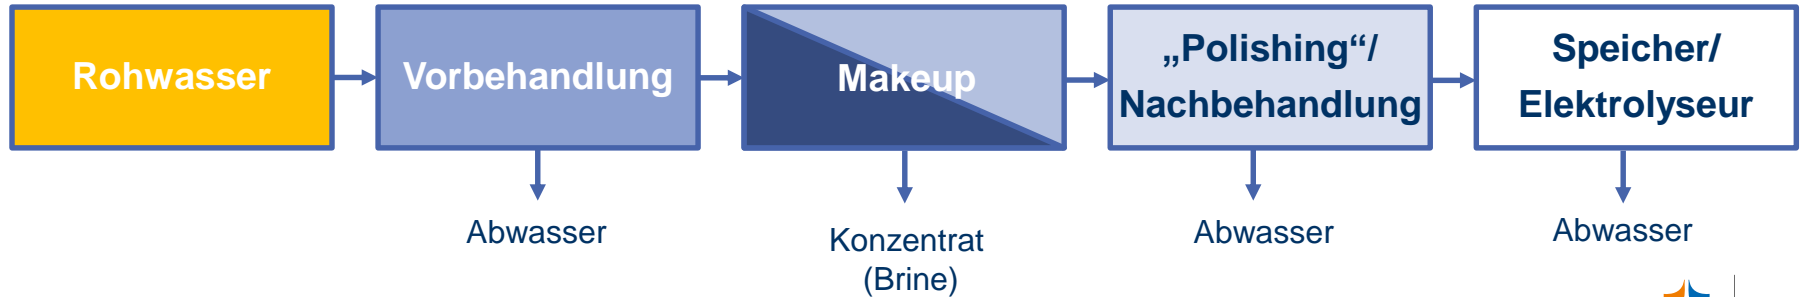 Rohwasser
Vorbehandlung
Makeup
„Polishing“/
Nachbehandlung
Speicher/
Elektrolyseur
Abwasser
Konzentrat
(Brine)
Abwasser
Abwasser